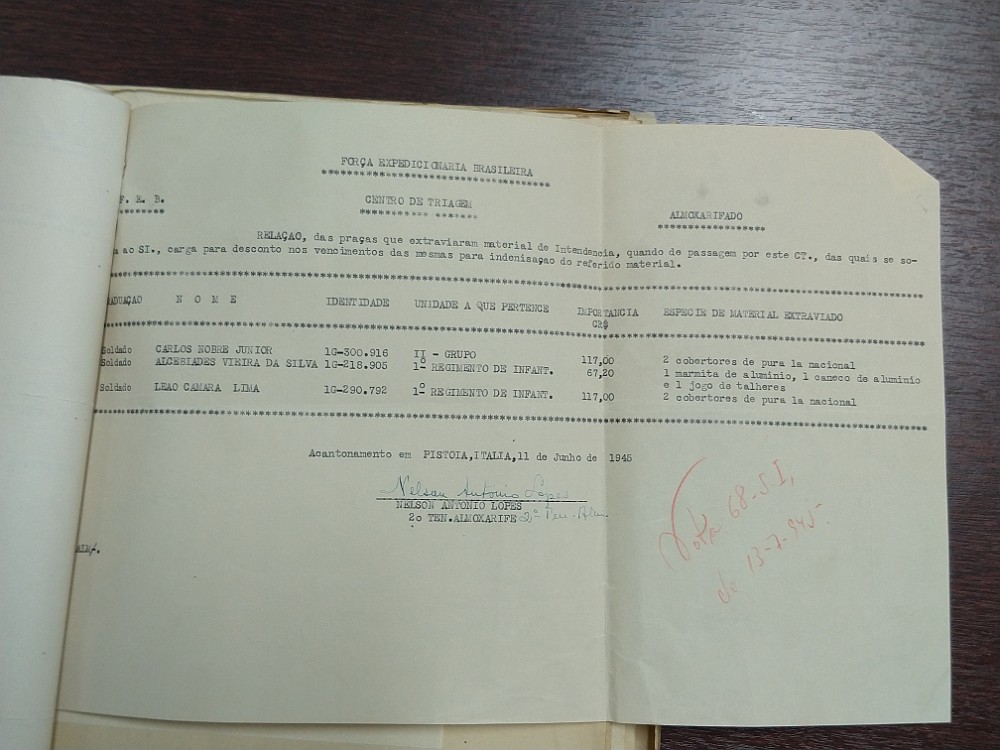 FORÇA EXPEDICIONARIA BRASILEIRA
F. E. B.
CENTRO DE TRIAGEM
ALMOXARIFADO
RELAÇAO, das praças que extraviaram material de Intendencia, quando de passagem por este CT., das quais se so-
a ao SI., carga para desconto nos vencimentos das mesmas para indenisaçao do referido material.
ADUAÇAO N O M E IDENTIDADE UNIDADE A QUE PERTENCE IMPORTANCIA CR$ ESPECIE DE MATERIAL EXTRAVIADO
Soldado CARLOS NOBRE JUNIOR 1G-300.916 IIº - GRUPO 117,00 2 cobertores de pura la nacional
Soldado ALCEBIADES VIEIRA DA SILVA 1G-218.905 1º REGIMENTO DE INFANT. 67,20 1 marmita de aluminio, 1 caneco de aluminio
e 1 jogo de talheres
Soldado LEAO CAMARA LIMA 1G-290.792 1º REGIMENTO DE INFANT. 117,00 2 cobertores de pura la nacional
Acantonamento em PISTOIA,ITALIA,11 de Junho de 1945
Nelson Antonio Lopes
NELSON ANTONIO LOPES
2o TEN.ALMOXARIFE 2º Ten. Alm.
Nota 68-S.I,
de 13-7-945.